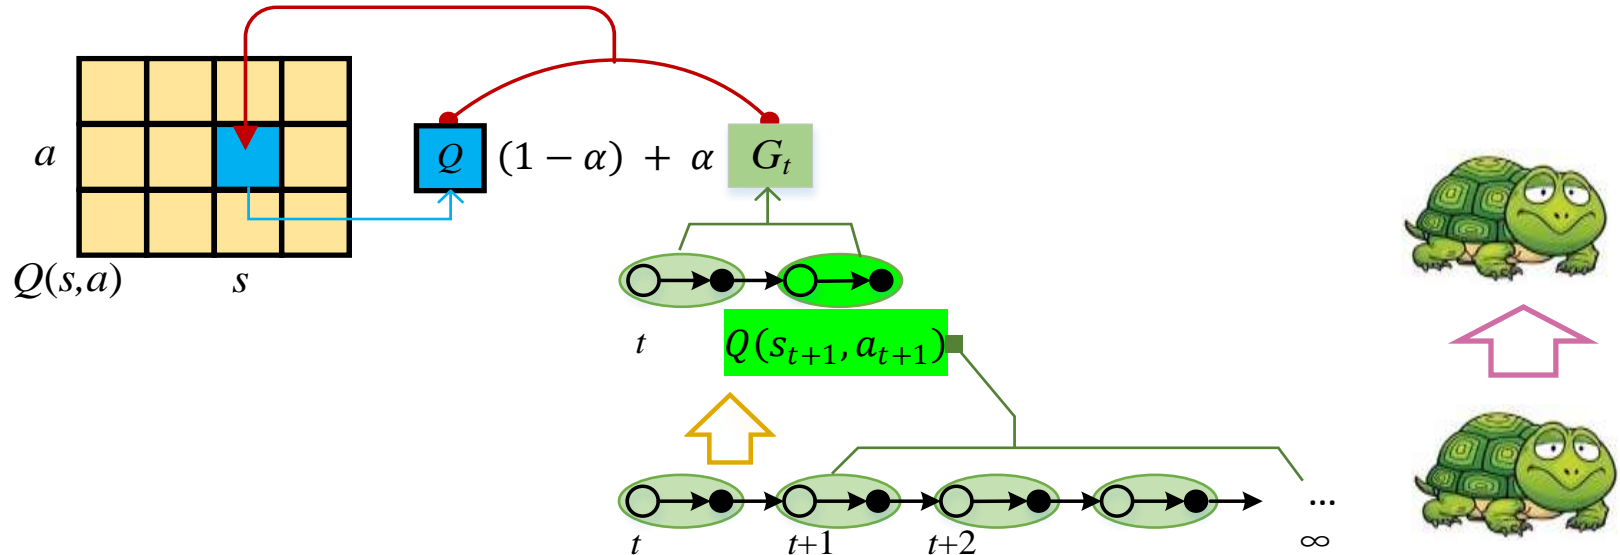 a
Q (1 − α) + α G_t
Q(s,a) s
t Q(s_{t+1}, a_{t+1})
...
t t+1 t+2 ∞